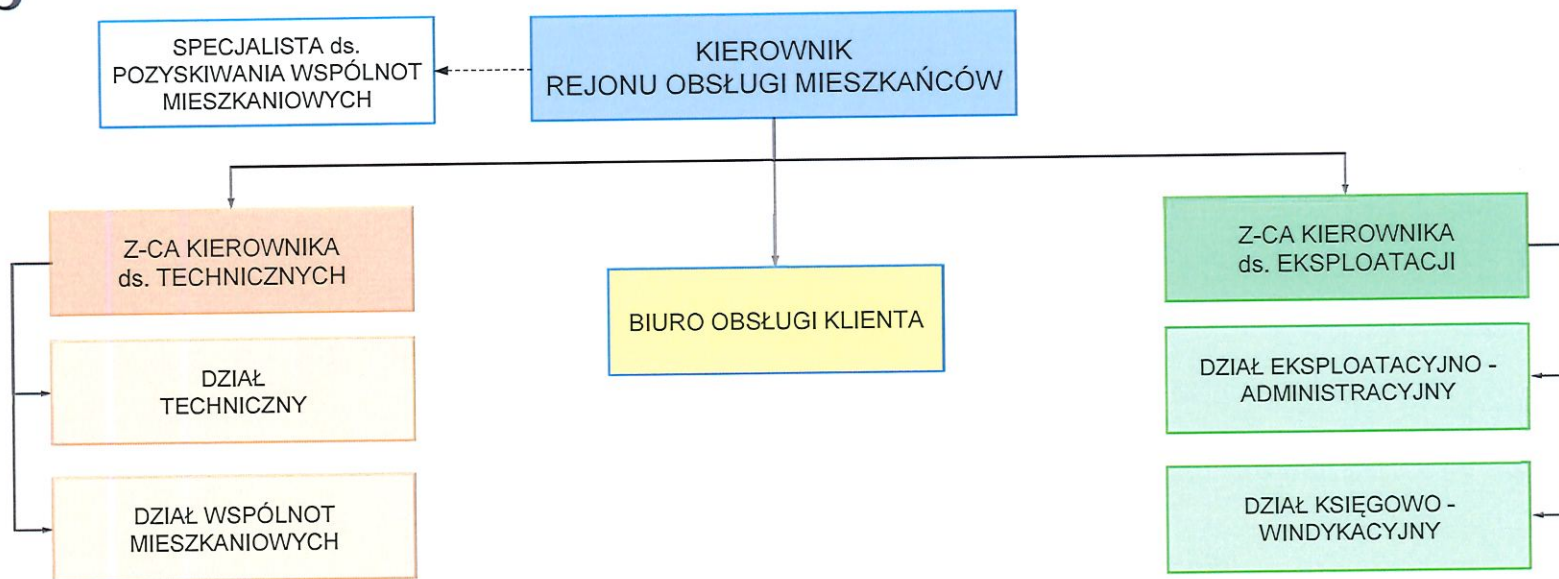 SPECJALISTA ds.
POZYSKIWANIA WSPÓLNOT
MIESZKANIOWYCH
KIEROWNIK
REJONU OBSŁUGI MIESZKAŃCÓW
Z-CA KIEROWNIKA
ds. TECHNICZNYCH
BIURO OBSŁUGI KLIENTA
Z-CA KIEROWNIKA
ds. EKSPLOATACJI
DZIAŁ
TECHNICZNY
DZIAŁ EKSPLOATACYJNO -
ADMINISTRACYJNY
DZIAŁ WSPÓLNOT
MIESZKANIOWYCH
DZIAŁ KSIĘGOWO -
WINDYKACYJNY